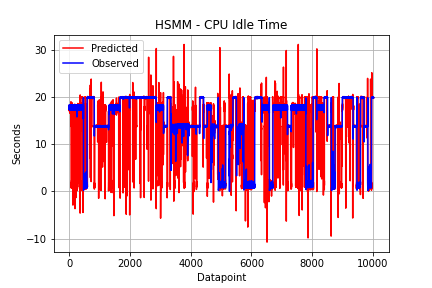 HSMM - CPU Idle Time
Predicted
Observed
30
20
10
0
−10
Seconds
0
2000
4000
6000
8000
10000
Datapoint